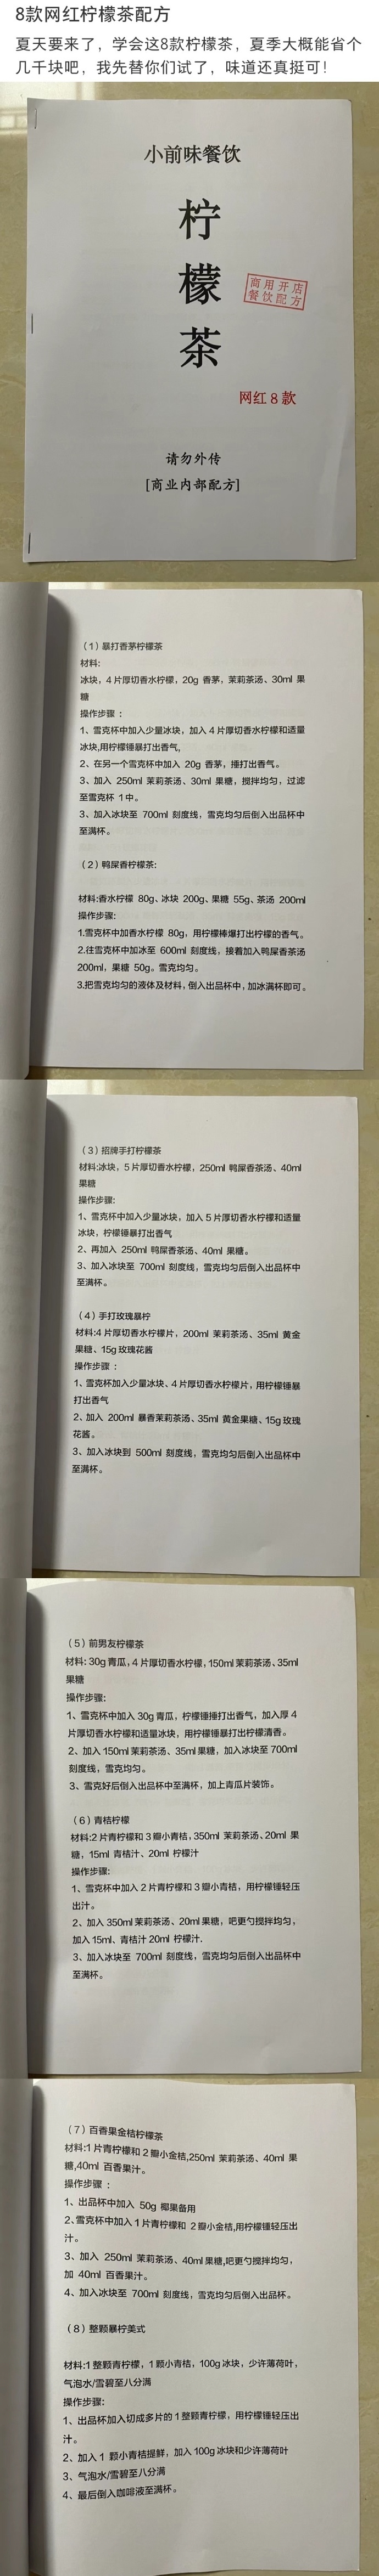 8款网红柠檬茶配方
夏天要来了，学会这8款柠檬茶，夏季大概能省个
几千块吧，我先替你们试了，味道还真挺可！
小前味餐饮
柠
檬
茶
商用开店
餐饮配方
网红8款
请勿外传
[商业内部配方]
（1）暴打香茅柠檬茶
材料:
冰块，4片厚切香水柠檬，20g 香茅，茉莉茶汤、30ml 果
糖
操作步骤 ：
1、雪克杯中加入少量冰块，加入 4 片厚切香水柠檬和适量
冰块,用柠檬锤暴打出香气,
2、在另一个雪克杯中加入 20g 香茅，捶打出香气。
3、加入 250ml 茉莉茶汤、30ml 果糖，搅拌均匀，过滤
至雪克杯 1中。
3、加入冰块至 700ml 刻度线，雪克均匀后倒入出品杯中
至满杯。
（2）鸭屎香柠檬茶:
材料:香水柠檬 80g、冰块 200g、果糖 55g、茶汤 200ml
操作步骤:
1.雪克杯中加香水柠檬 80g，用柠檬棒爆打出柠檬的香气。
2.往雪克杯中加冰至 600ml 刻度线，接着加入鸭屎香茶汤
200ml，果糖 50g。雪克均匀。
3.把雪克均匀的液体及材料，倒入出品杯中，加冰满杯即可。
（3）招牌手打柠檬茶
材料:冰块，5片厚切香水柠檬，250ml 鸭屎香茶汤、40ml
果糖
操作步骤:
1、雪克杯中加入少量冰块，加入 5 片厚切香水柠檬和适量
冰块，柠檬锤暴打出香气
2、再加入 250ml 鸭屎香茶汤、40ml 果糖。
3、加入冰块至 700ml 刻度线，雪克均匀后倒入出品杯中
至满杯。
（4）手打玫瑰暴柠
材料:4片厚切香水柠檬片，200ml 茉莉茶汤、35ml 黄金
果糖、15g玫瑰花酱
操作步骤 ：
1、雪克杯加入少量冰块、4片厚切香水柠檬片，用柠檬锤暴
打出香气
2、加入 200ml 暴香茉莉茶汤、35ml 黄金果糖、15g 玫瑰
花酱。
3、加入冰块到 500ml 刻度线，雪克均匀后倒入出品杯中
至满杯。
（5）前男友柠檬茶
材料: 30g青瓜，4片厚切香水柠檬，150ml茉莉茶汤、35ml
果糖
操作步骤:
1、雪克杯中加入 30g 青瓜，柠檬锤捶打出香气，加入厚 4
片厚切香水柠檬和适量冰块，用柠檬锤暴打出柠檬清香。
2、加入 150ml 茉莉茶汤、35ml 果糖，加入冰块至 700ml
刻度线，雪克均匀。
3、雪克好后倒入出品杯中至满杯，加上青瓜片装饰。
（6）青桔柠檬
材料:2片青柠檬和 3 瓣小青桔，350ml 茉莉茶汤、20ml 果
糖，15ml 青桔汁、20ml 柠檬汁
操作步骤:
1、雪克杯中加入 2 片青柠檬和 3 瓣小青桔，用柠檬锤轻压
出汁。
2、加入 350ml 茉莉茶汤、20ml 果糖，吧更勺搅拌均匀，
加入 15ml、青桔汁 20ml 柠檬汁.
3、加入冰块至 700ml 刻度线，雪克均匀后倒入出品杯中
至满杯。
（7）百香果金桔柠檬茶
材料:1片青柠檬和 2 瓣小金桔,250ml 茉莉茶汤、40ml 果
糖,40ml 百香果汁。
操作步骤 ：
1、出品杯中加入 50g 椰果备用
2、雪克杯中加入 1 片青柠檬和 2 瓣小金桔,用柠檬锤轻压出
汁。
3、加入 250ml 茉莉茶汤、40ml 果糖,吧更勺搅拌均匀，
加 40ml 百香果汁。
4、加入冰块至 700ml 刻度线，雪克均匀后倒入出品杯。
（8）整颗暴柠美式
材料:1 整颗青柠檬，1 颗小青桔，100g 冰块，少许薄荷叶，
气泡水/雪碧至八分满
操作步骤:
1、出品杯加入切成多片的 1 整颗青柠檬，用柠檬锤轻压出
汁。
2、加入 1 颗小青桔提鲜，加入 100g 冰块和少许薄荷叶
3、气泡水/雪碧至八分满
4、最后倒入咖啡液至满杯。